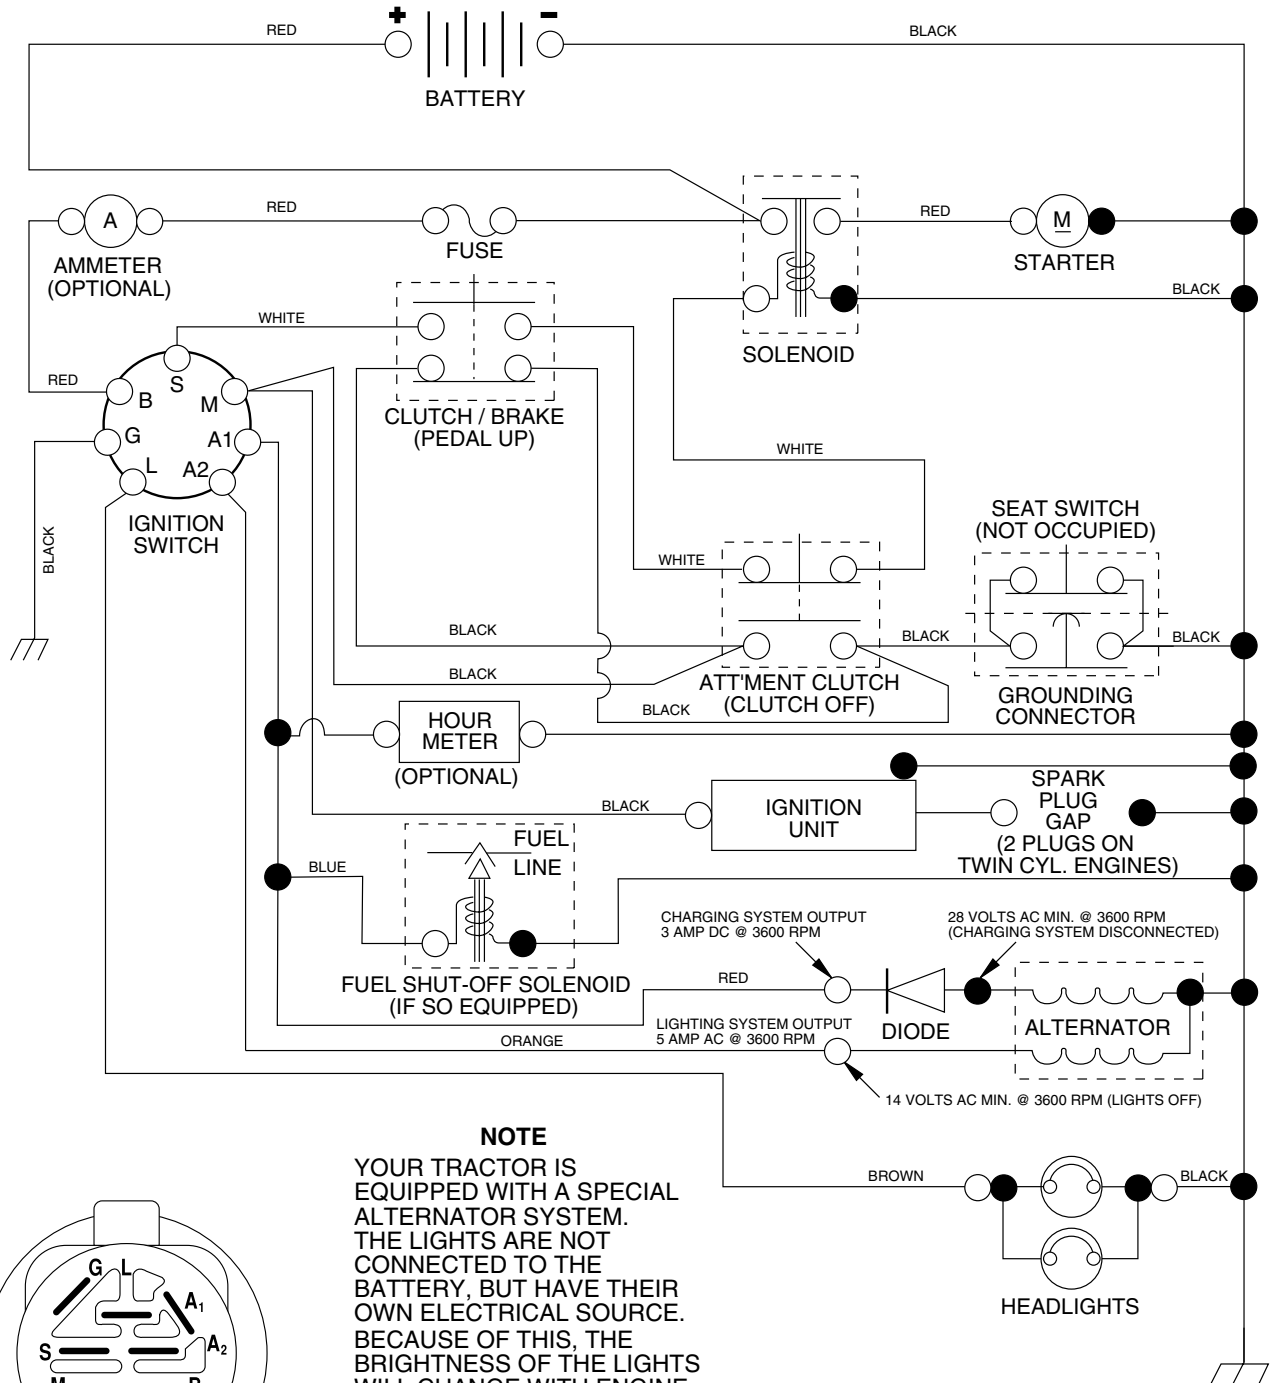 + −
RED
BLACK
BATTERY
A
RED
FUSE
RED
M
STARTER
AMMETER
(OPTIONAL)
BLACK
WHITE
SOLENOID
RED
S
B
M
G
A1
L
A2
CLUTCH / BRAKE
(PEDAL UP)
WHITE
IGNITION
SWITCH
BLACK
SEAT SWITCH
(NOT OCCUPIED)
WHITE
BLACK
BLACK
BLACK
BLACK
ATT'MENT CLUTCH
(CLUTCH OFF)
BLACK
GROUNDING
CONNECTOR
HOUR
METER
(OPTIONAL)
BLACK
IGNITION
UNIT
SPARK
PLUG
GAP
(2 PLUGS ON
TWIN CYL. ENGINES)
FUEL
LINE
BLUE
FUEL SHUT-OFF SOLENOID
(IF SO EQUIPPED)
CHARGING SYSTEM OUTPUT
3 AMP DC @ 3600 RPM
28 VOLTS AC MIN. @ 3600 RPM
(CHARGING SYSTEM DISCONNECTED)
RED
DIODE
ALTERNATOR
LIGHTING SYSTEM OUTPUT
5 AMP AC @ 3600 RPM
ORANGE
14 VOLTS AC MIN. @ 3600 RPM (LIGHTS OFF)
BROWN
BLACK
HEADLIGHTS
NOTE
YOUR TRACTOR IS
EQUIPPED WITH A SPECIAL
ALTERNATOR SYSTEM.
THE LIGHTS ARE NOT
CONNECTED TO THE
BATTERY, BUT HAVE THEIR
OWN ELECTRICAL SOURCE.
BECAUSE OF THIS, THE
BRIGHTNESS OF THE LIGHTS
WILL CHANGE WITH ENGINE
G L
A1
A2
S
M
B